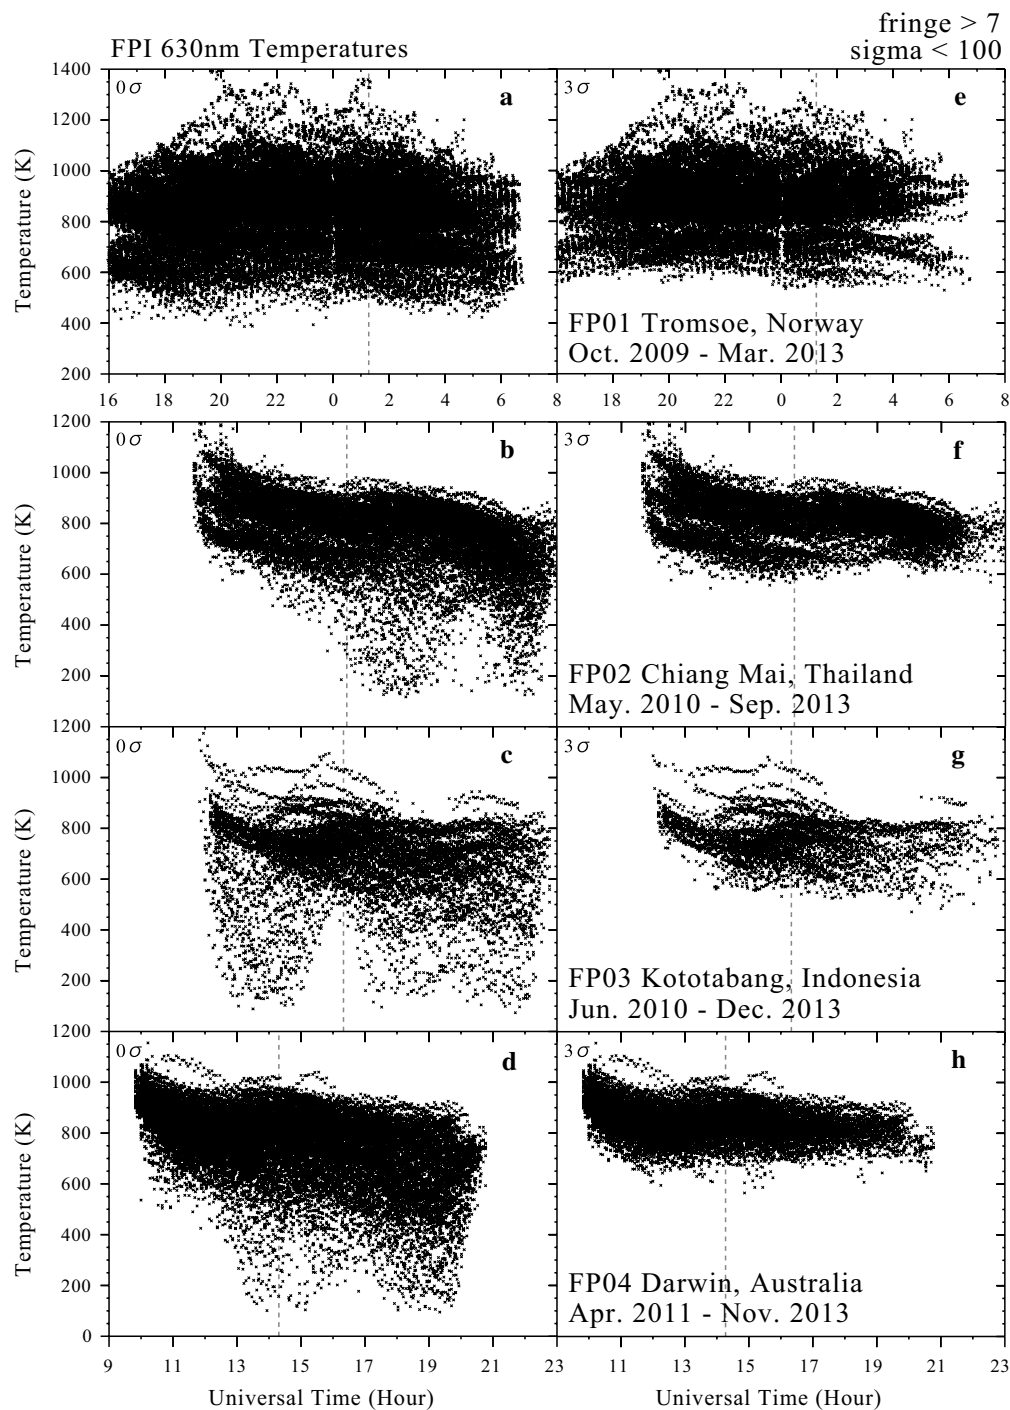 fringe > 7
FPI 630nm Temperatures
sigma < 100
1400
1200
1000
800
600
400
200
Temperature (K)
0σ
a
3σ
e
FP01 Tromsoe, Norway
Oct. 2009 - Mar. 2013
16 18 20 22 0 2 4 6 8 18 20 22 0 2 4 6 8
1200
1000
800
600
400
200
Temperature (K)
0σ
b
3σ
f
FP02 Chiang Mai, Thailand
May. 2010 - Sep. 2013
1200
1000
800
600
400
200
Temperature (K)
0σ
c
3σ
g
FP03 Kototabang, Indonesia
Jun. 2010 - Dec. 2013
1200
1000
800
600
400
200
0
Temperature (K)
0σ
d
3σ
h
FP04 Darwin, Australia
Apr. 2011 - Nov. 2013
9 11 13 15 17 19 21 23 11 13 15 17 19 21 23
Universal Time (Hour)
Universal Time (Hour)